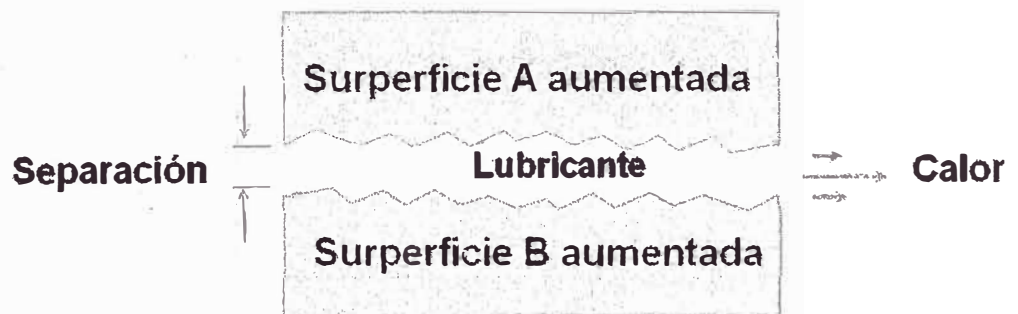 Surperficie A aumentada
Separación
Lubricante
Calor
Surperficie B aumentada